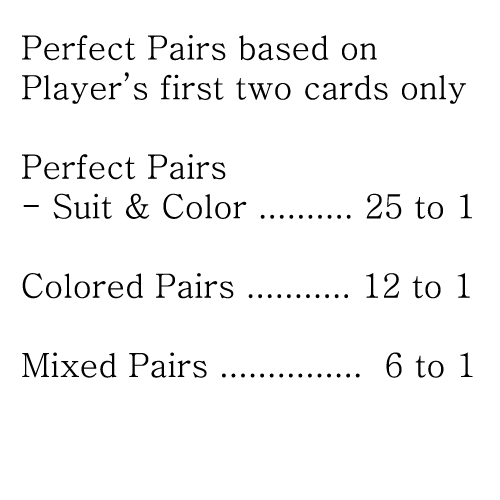 Perfect Pairs based on
Player's first two cards only
Perfect Pairs
- Suit & Color .......... 25 to 1
Colored Pairs ........... 12 to 1
Mixed Pairs ............... 6 to 1